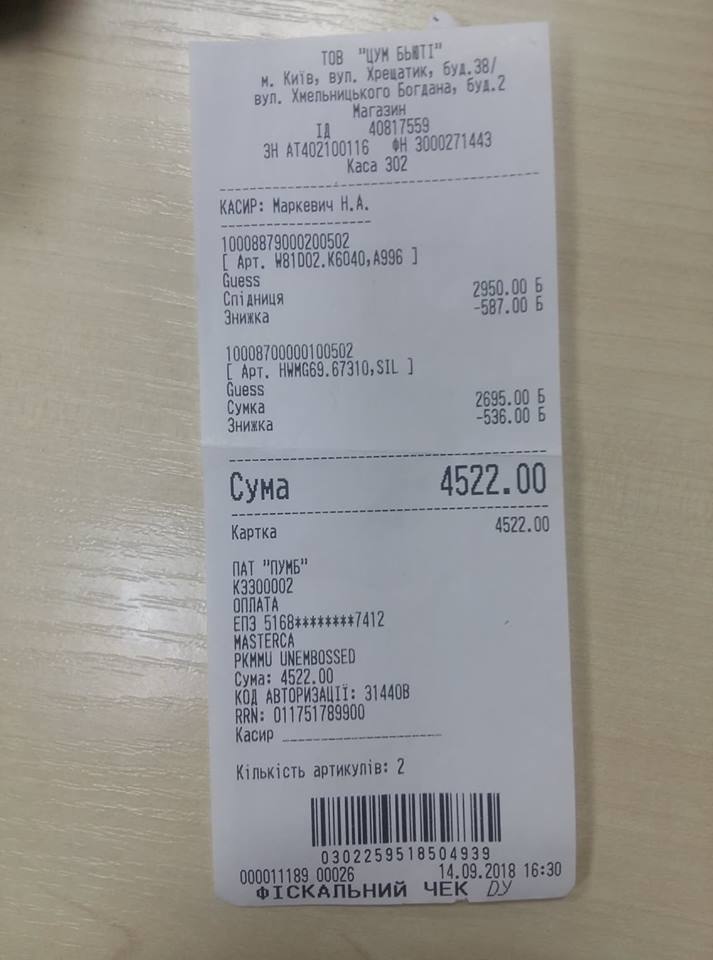 ТОВ "ЦУМ БЬЮТІ"
м. Київ, вул. Хрещатик, буд.38/
вул. Хмельницького Богдана, буд.2
Магазин
ІД 40817559
ЗН АТ402100116 ФН 3000271443
Каса 302
КАСИР: Маркевич Н.А.
10008879000200502
[ Арт. W81D02.K6040,A996 ]
Guess
Спідниця 2950.00 Б
Знижка -587.00 Б
10008700000100502
[ Арт. HWMG69.67310,SIL ]
Guess
Сумка 2695.00 Б
Знижка -536.00 Б
Сума 4522.00
Картка 4522.00
ПАТ "ПУМБ"
K3300002
ОПЛАТА
ЕПЗ 5168********7412
MASTERCA
PKMMU UNEMBOSSED
Сума: 4522.00
КОД АВТОРИЗАЦІЇ: 31440B
RRN: 011751789900
Касир
Кількість артикулів: 2
0302259518504939
000011189 00026 14.09.2018 16:30
ФІСКАЛЬНИЙ ЧЕК